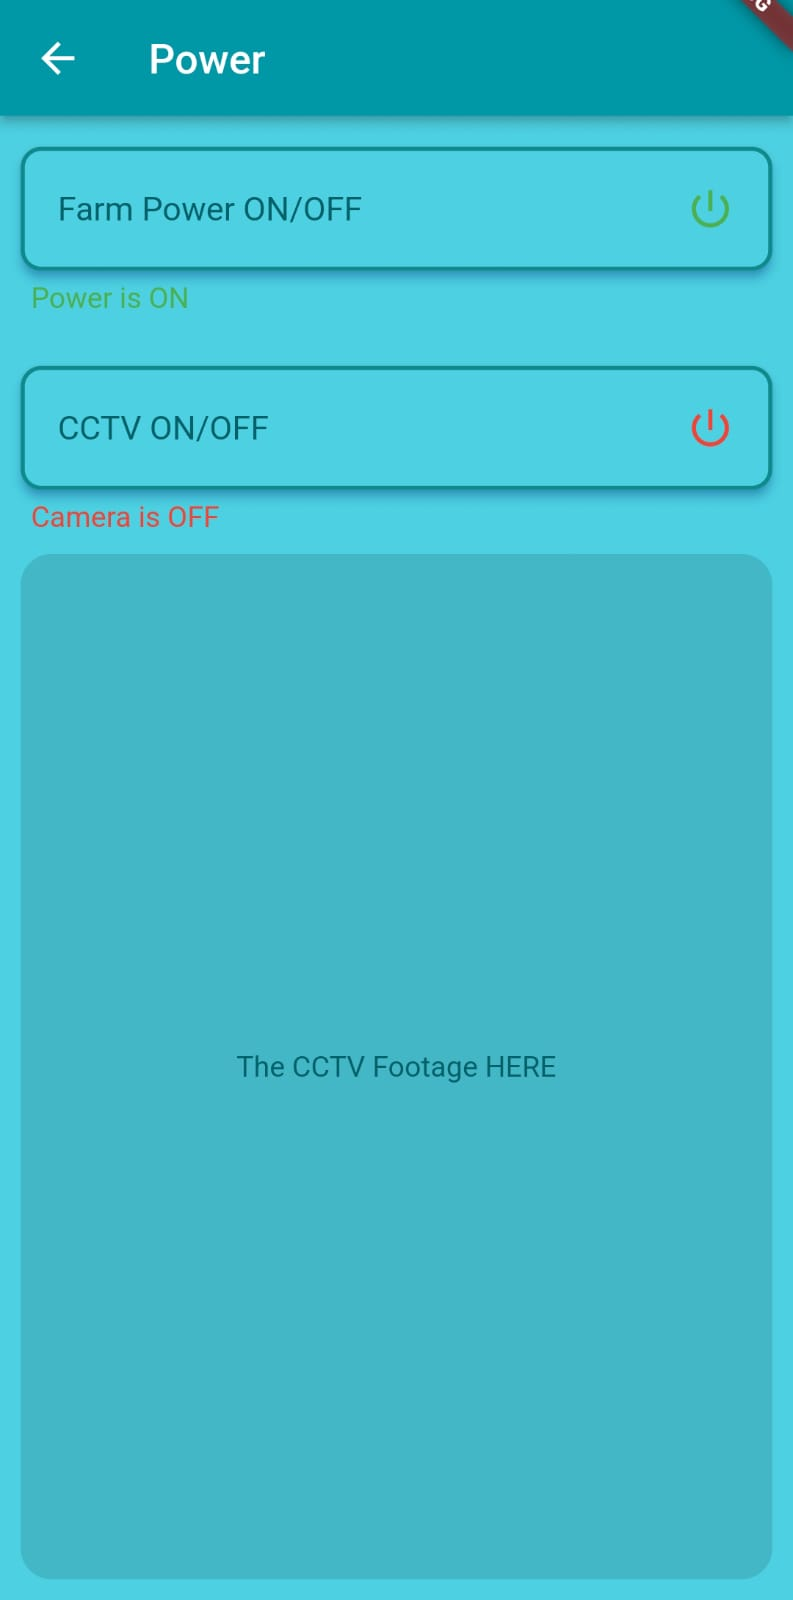 Power
Farm Power ON/OFF
Power is ON
CCTV ON/OFF
Camera is OFF
The CCTV Footage HERE